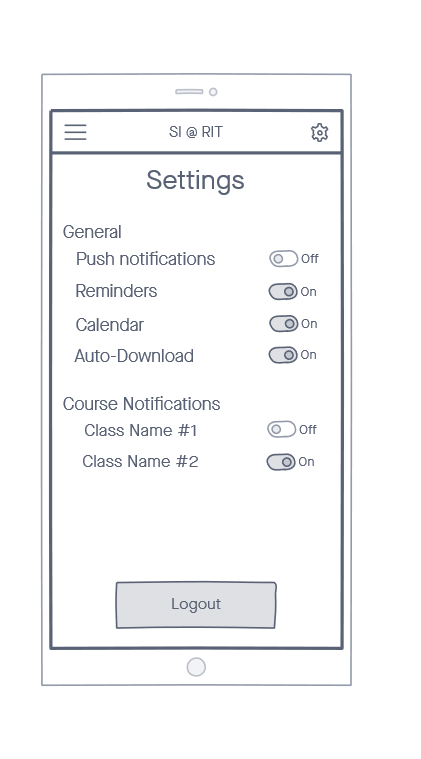 SI @ RIT
Settings
General
Push notifications Off
Reminders On
Calendar On
Auto-Download On
Course Notifications
Class Name #1 Off
Class Name #2 On
Logout